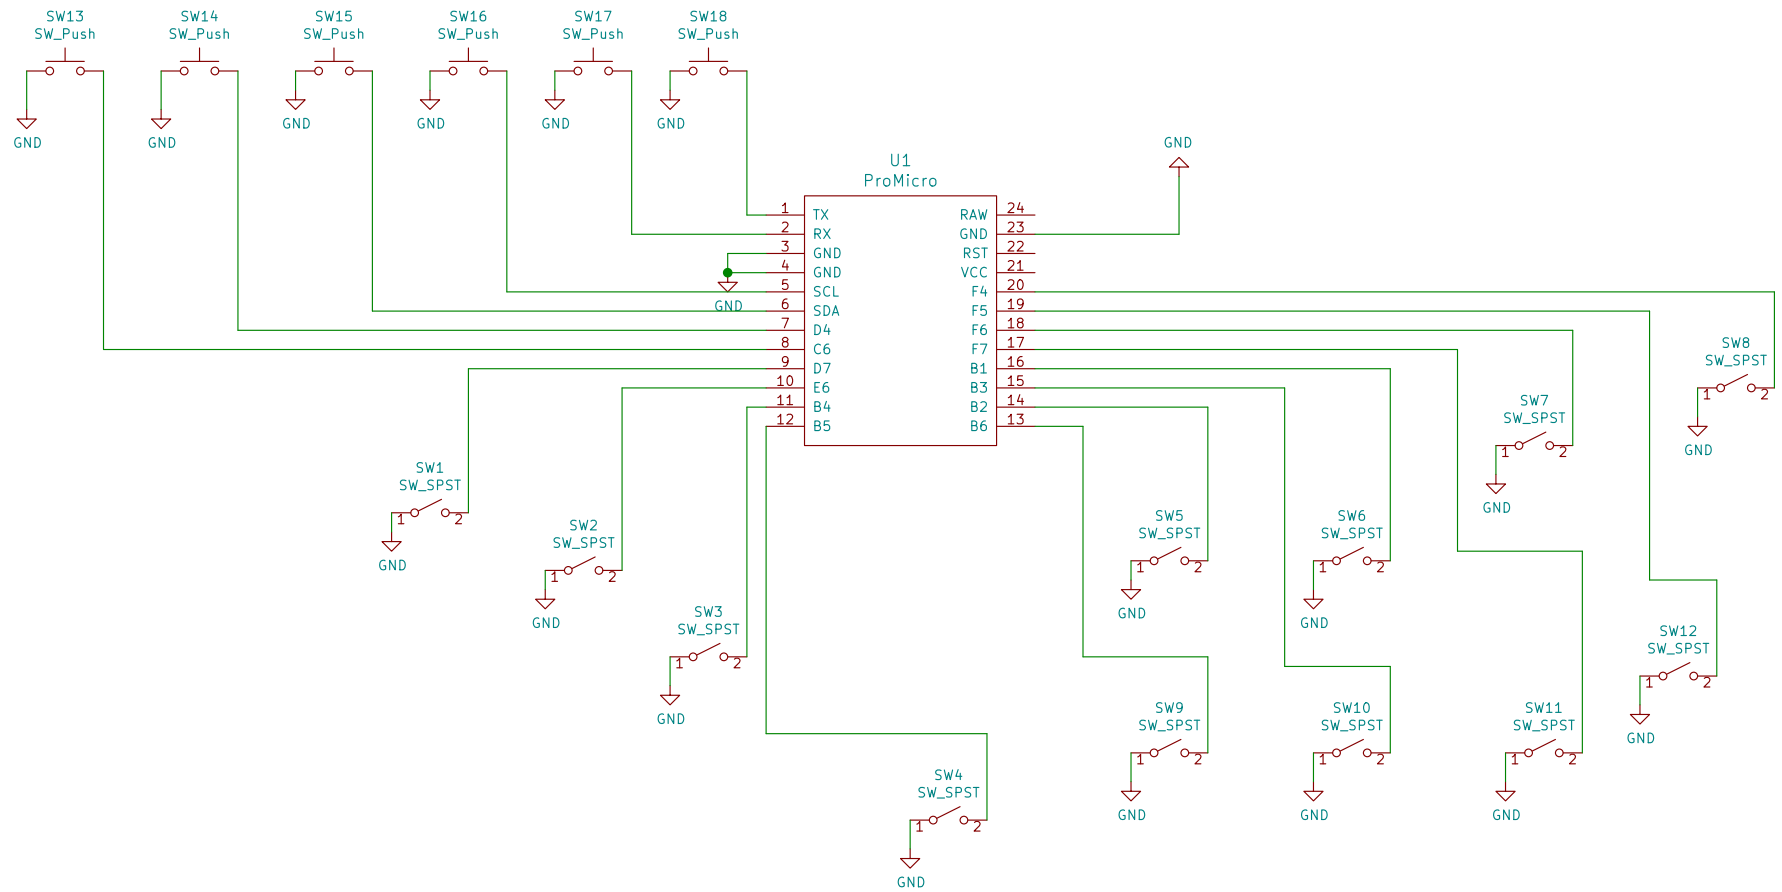 SW13
SW_Push
GND
SW14
SW_Push
GND
SW15
SW_Push
GND
SW16
SW_Push
GND
SW17
SW_Push
GND
SW18
SW_Push
GND
GND
U1
ProMicro
1 TX
2 RX
3 GND
4 GND
5 SCL
6 SDA
7 D4
8 C6
9 D7
10 E6
11 B4
12 B5
RAW 24
GND 23
RST 22
VCC 21
F4 20
F5 19
F6 18
F7 17
B1 16
B3 15
B2 14
B6 13
GND
SW8
SW_SPST
1 2
GND
SW7
SW_SPST
1 2
GND
SW1
SW_SPST
1 2
GND
SW2
SW_SPST
1 2
GND
SW5
SW_SPST
1 2
GND
SW6
SW_SPST
1 2
GND
SW3
SW_SPST
1 2
GND
SW12
SW_SPST
1 2
GND
SW9
SW_SPST
1 2
GND
SW10
SW_SPST
1 2
GND
SW11
SW_SPST
1 2
GND
SW4
SW_SPST
1 2
GND